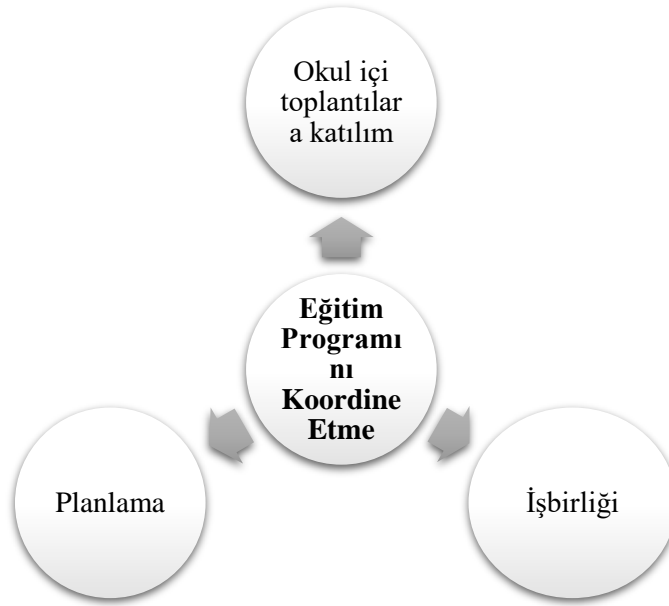 Okul içi
toplantılar
a katılım
Eğitim
Programı
nı
Koordine
Etme
Planlama
İşbirliği